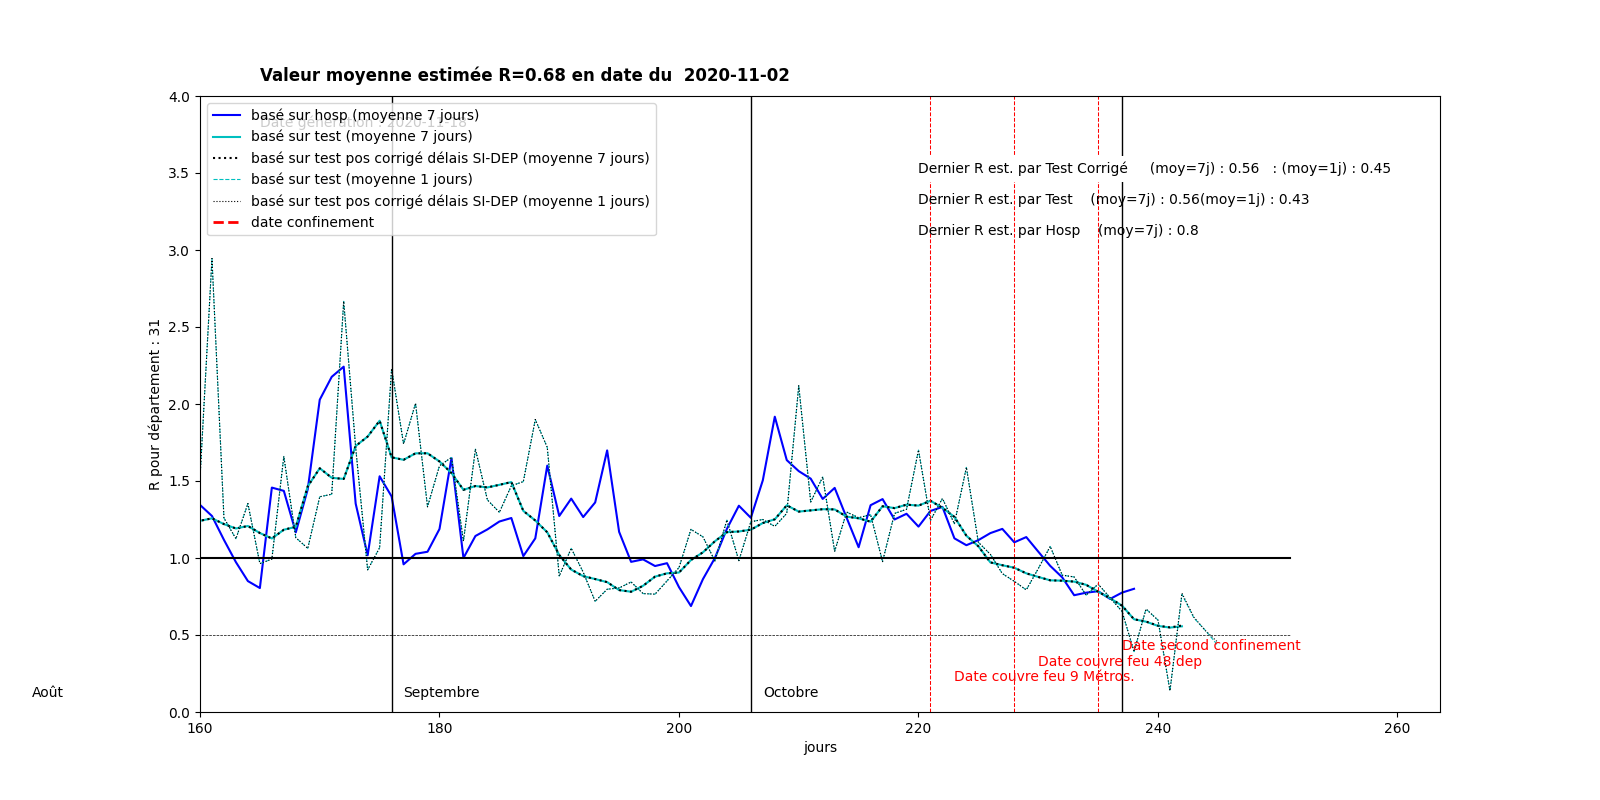 Valeur moyenne estimée R=0.68 en date du  2020-11-02
Date génération : 2020-11-18
basé sur hosp (moyenne 7 jours)
basé sur test (moyenne 7 jours)
basé sur test pos corrigé délais SI-DEP (moyenne 7 jours)
basé sur test (moyenne 1 jours)
basé sur test pos corrigé délais SI-DEP (moyenne 1 jours)
date confinement
Dernier R est. par Test Corrigé     (moy=7j) : 0.56   : (moy=1j) : 0.45
Dernier R est. par Test    (moy=7j) : 0.56(moy=1j) : 0.43
Dernier R est. par Hosp    (moy=7j) : 0.8
4.0
3.5
3.0
2.5
2.0
1.5
1.0
0.5
0.0
R pour département : 31
Date second confinement
Date couvre feu 48 dep
Date couvre feu 9 Métros.
Août
Septembre
Octobre
160
180
200
220
240
260
jours